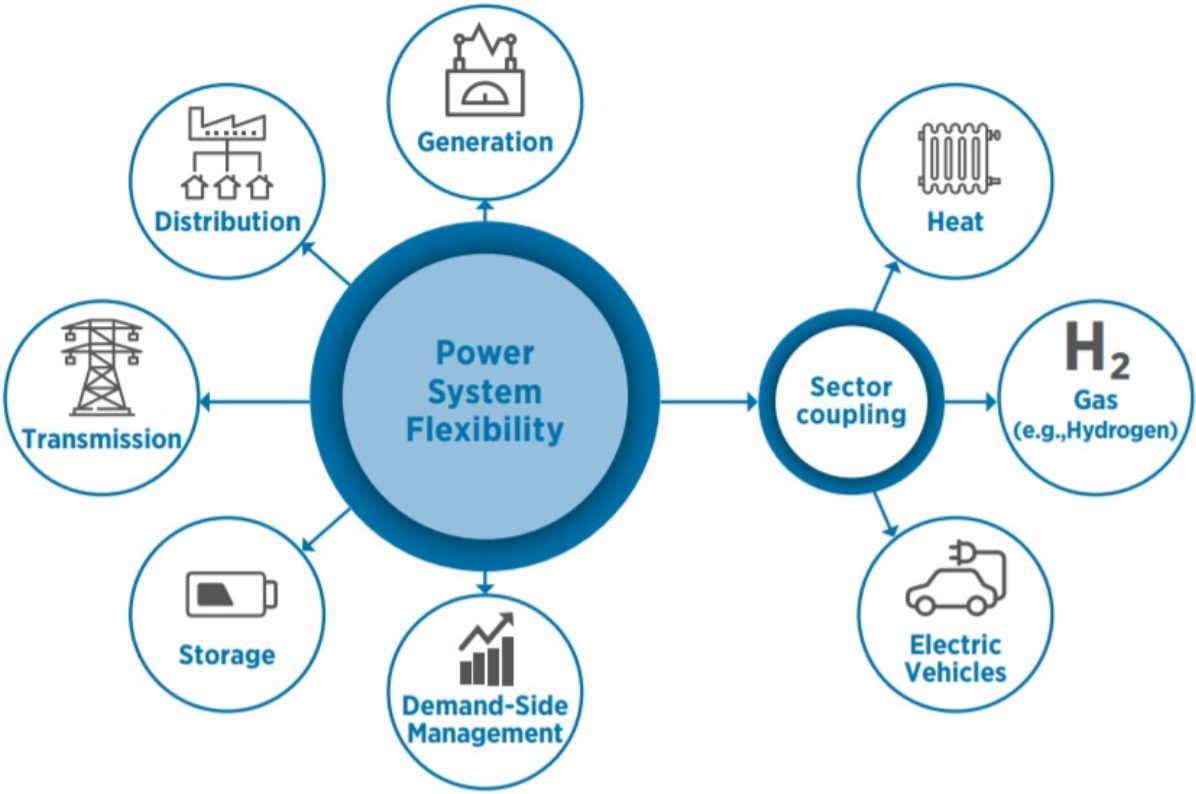 Generation
Distribution
Heat
Power
System
Flexibility
Transmission
Sector
coupling
H2
Gas
(e.g.,Hydrogen)
Storage
Demand-Side
Management
Electric
Vehicles